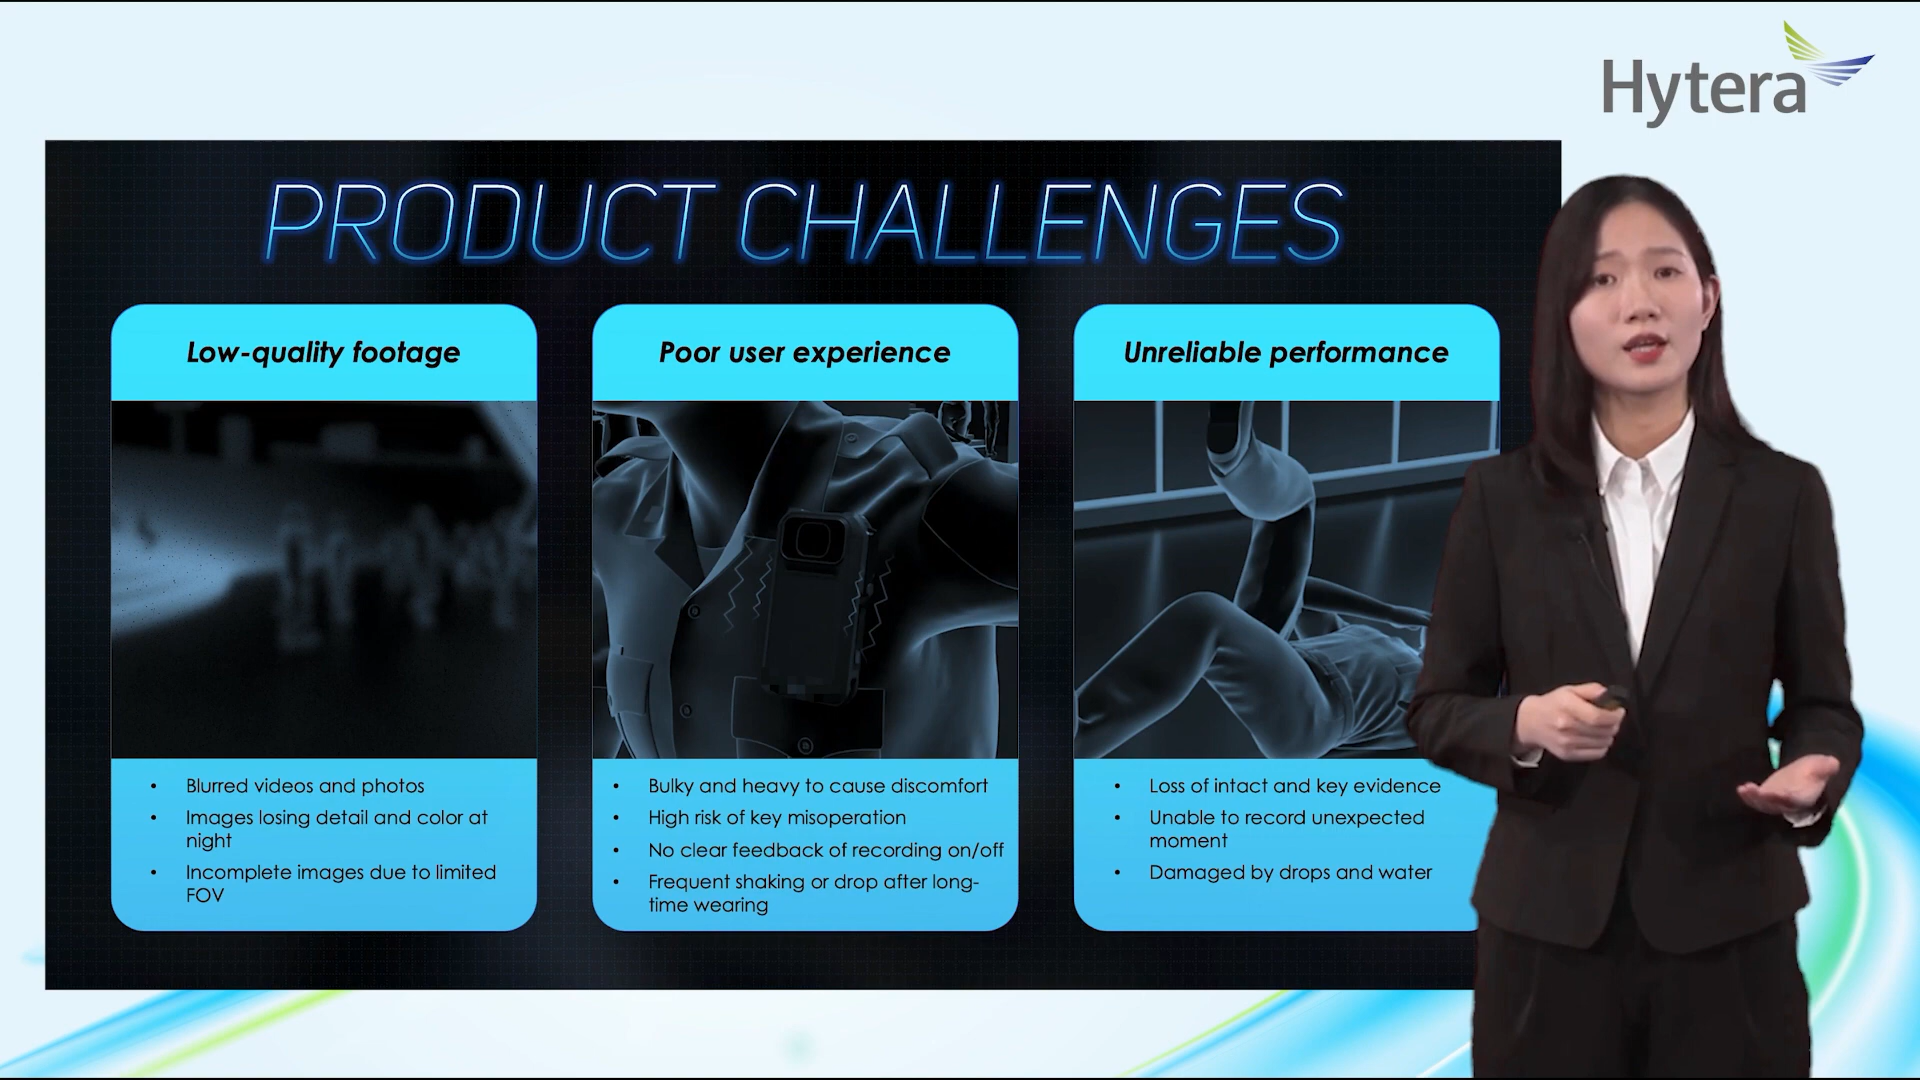 Hytera
PRODUCT CHALLENGES
Low-quality footage
• Blurred videos and photos
• Images losing detail and color at
night
• Incomplete images due to limited
FOV
Poor user experience
• Bulky and heavy to cause discomfort
• High risk of key misoperation
• No clear feedback of recording on/off
• Frequent shaking or drop after long-
time wearing
Unreliable performance
• Loss of intact and key evidence
• Unable to record unexpected
moment
• Damaged by drops and water